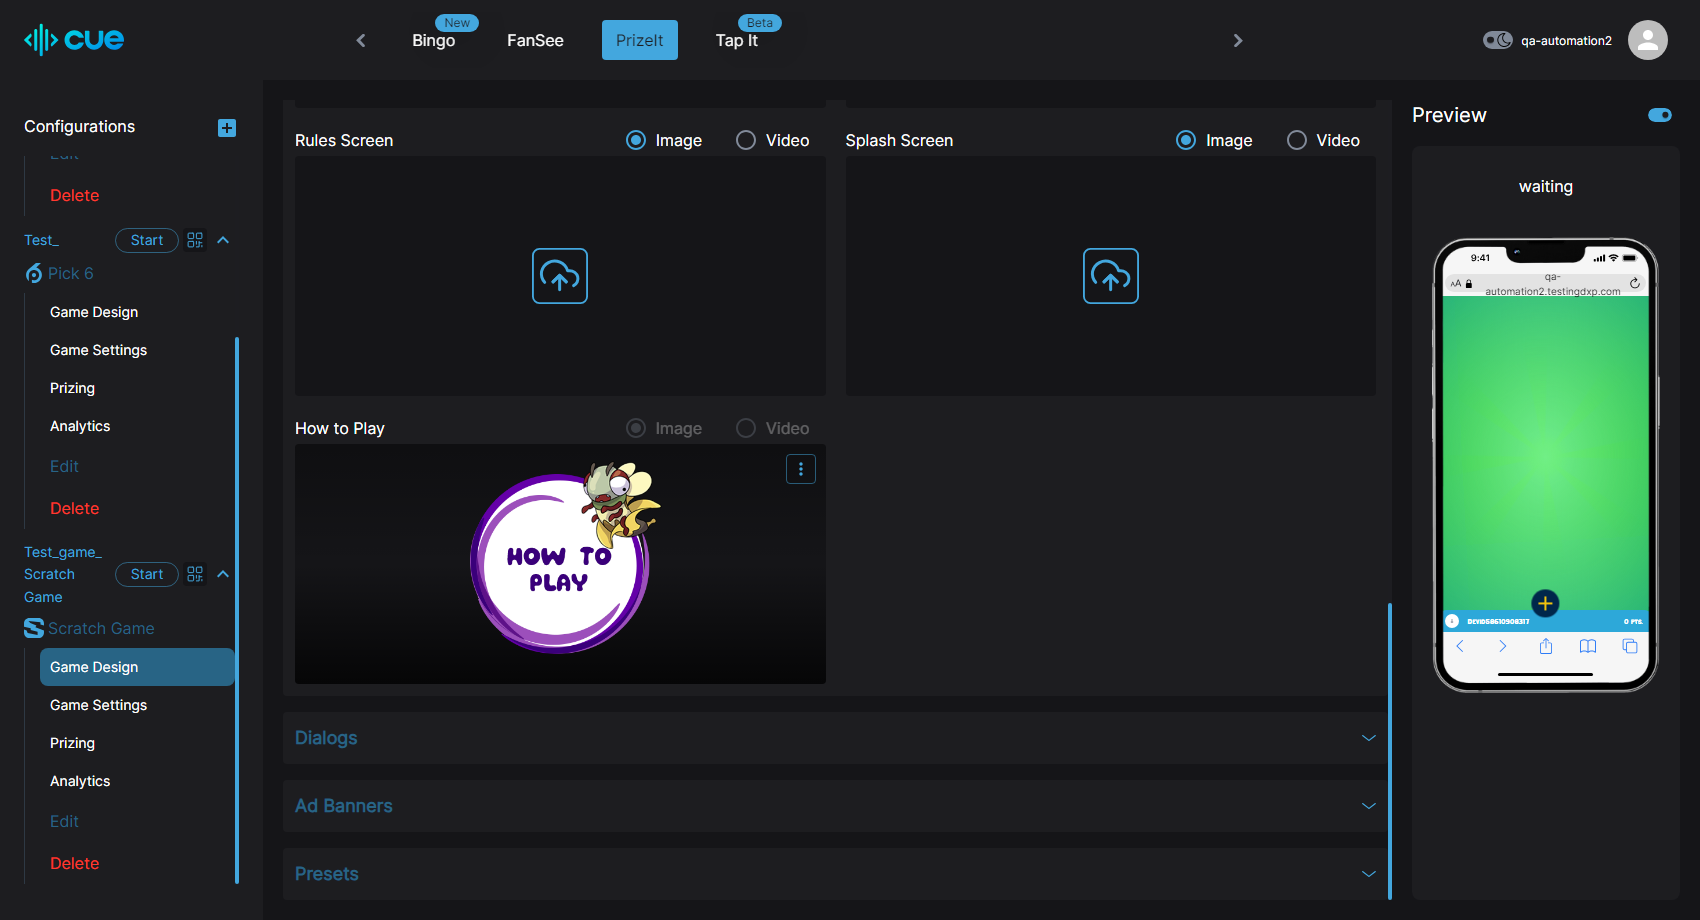 cue
New
Bingo
FanSee
PrizeIt
Beta
Tap It
qa-automation2
Configurations
Delete
Test_
Start
Pick 6
Game Design
Game Settings
Prizing
Analytics
Edit
Delete
Test_game_
Scratch
Game
Start
Scratch Game
Game Design
Game Settings
Prizing
Analytics
Edit
Delete
Rules Screen
Image
Video
Splash Screen
Image
Video
How to Play
Image
Video
HOW TO
PLAY
Dialogs
Ad Banners
Presets
Preview
waiting
9:41
AA
qa-
automation2.testingdxp.com
0 PTS.